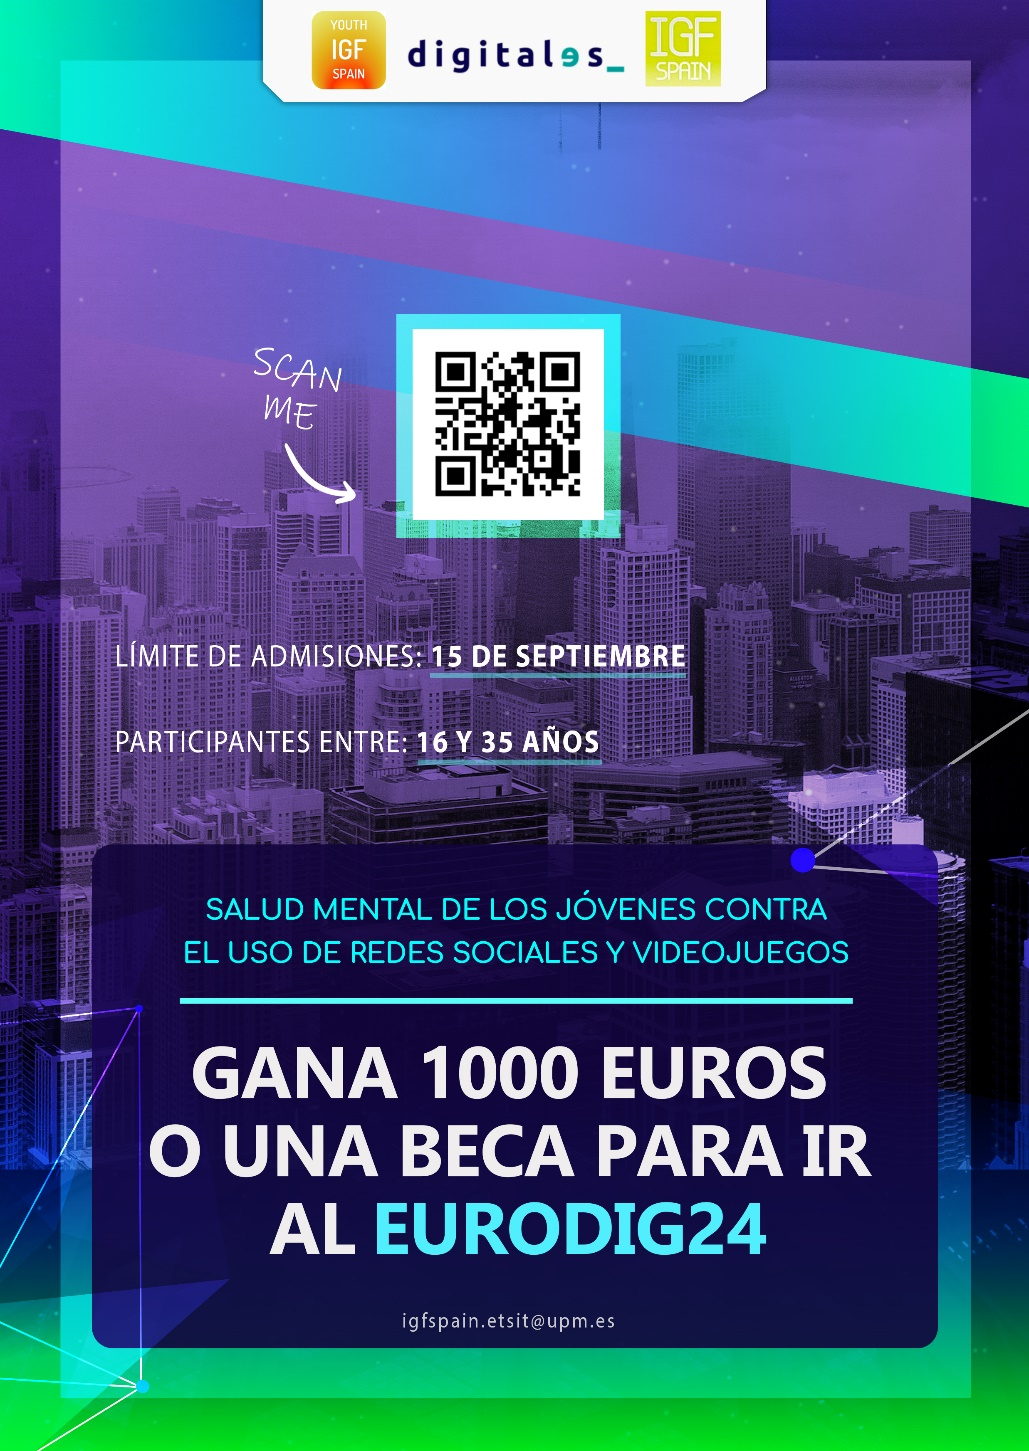 YOUTH
IGF
SPAIN
digitales_
IGF
SPAIN
SCAN
ME
LÍMITE DE ADMISIONES: 15 DE SEPTIEMBRE
PARTICIPANTES ENTRE: 16 Y 35 AÑOS
SALUD MENTAL DE LOS JÓVENES CONTRA
EL USO DE REDES SOCIALES Y VIDEOJUEGOS
GANA 1000 EUROS
O UNA BECA PARA IR
AL EURODIG24
igfspain.etsit@upm.es